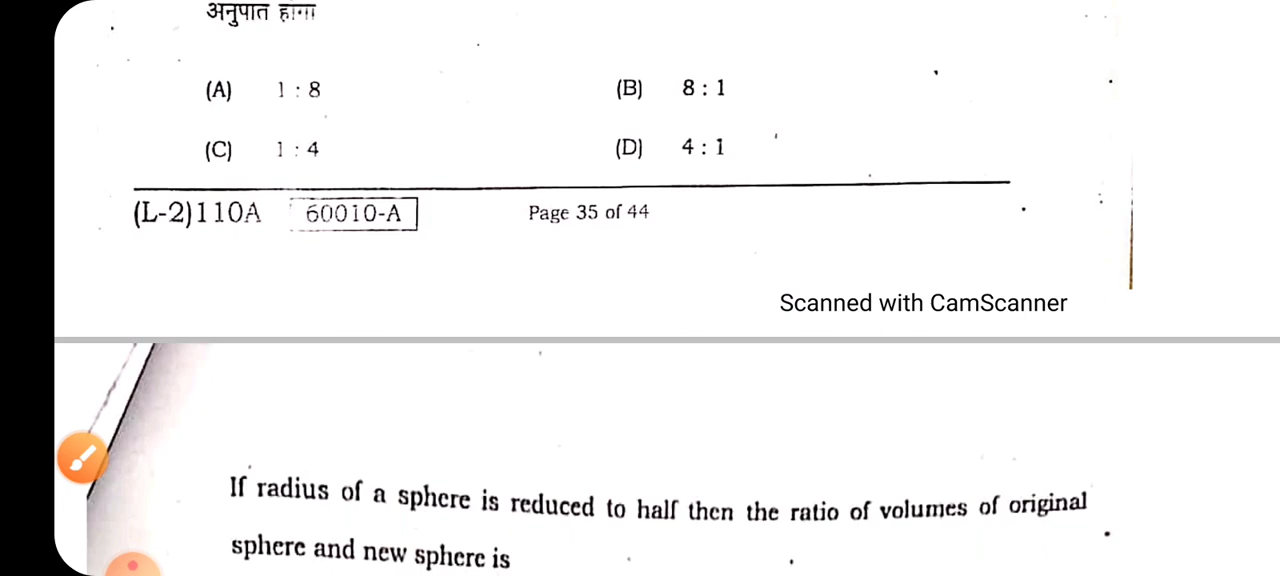 अनुपात होगा
(A) 1 : 8 (B) 8 : 1
(C) 1 : 4 (D) 4 : 1
(L-2)110A 60010-A Page 35 of 44
Scanned with CamScanner
If radius of a sphere is reduced to half then the ratio of volumes of original
sphere and new sphere is